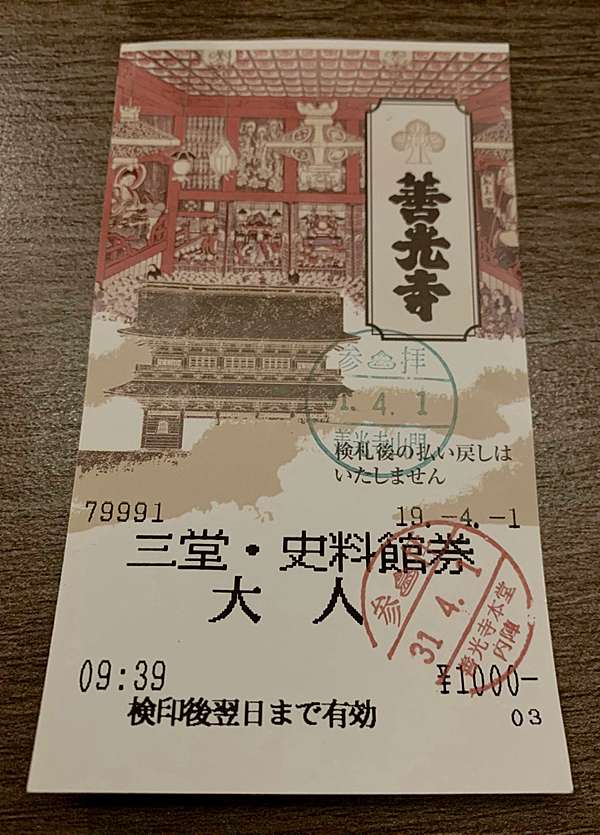 善光寺
参拝
1.4.1
善光寺山門
検札後の払い戻しは
いたしません
79991 19.-4.-1
三堂・史料館券
大人
参拝
31.4.1
善光寺本堂
内陣
09:39 ¥1000-
検印後翌日まで有効 03